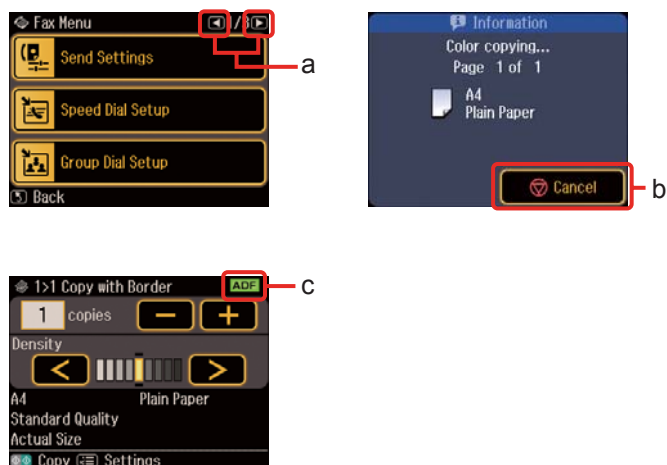 Fax Menu 1/3
a
Send Settings
Speed Dial Setup
Group Dial Setup
Back
Information
Color copying...
Page 1 of 1
A4
Plain Paper
Cancel
b
1>1 Copy with Border ADF
c
1 copies
Density
A4 Plain Paper
Standard Quality
Actual Size
Copy Settings